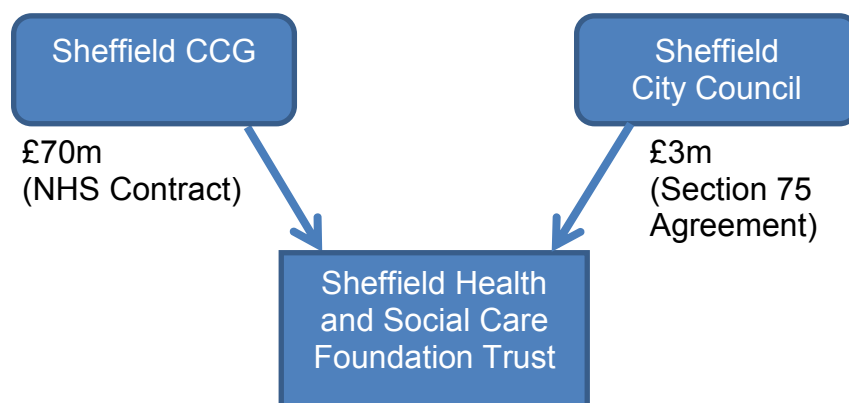 Sheffield CCG
Sheffield
City Council
£70m
(NHS Contract)
£3m
(Section 75
Agreement)
Sheffield Health
and Social Care
Foundation Trust